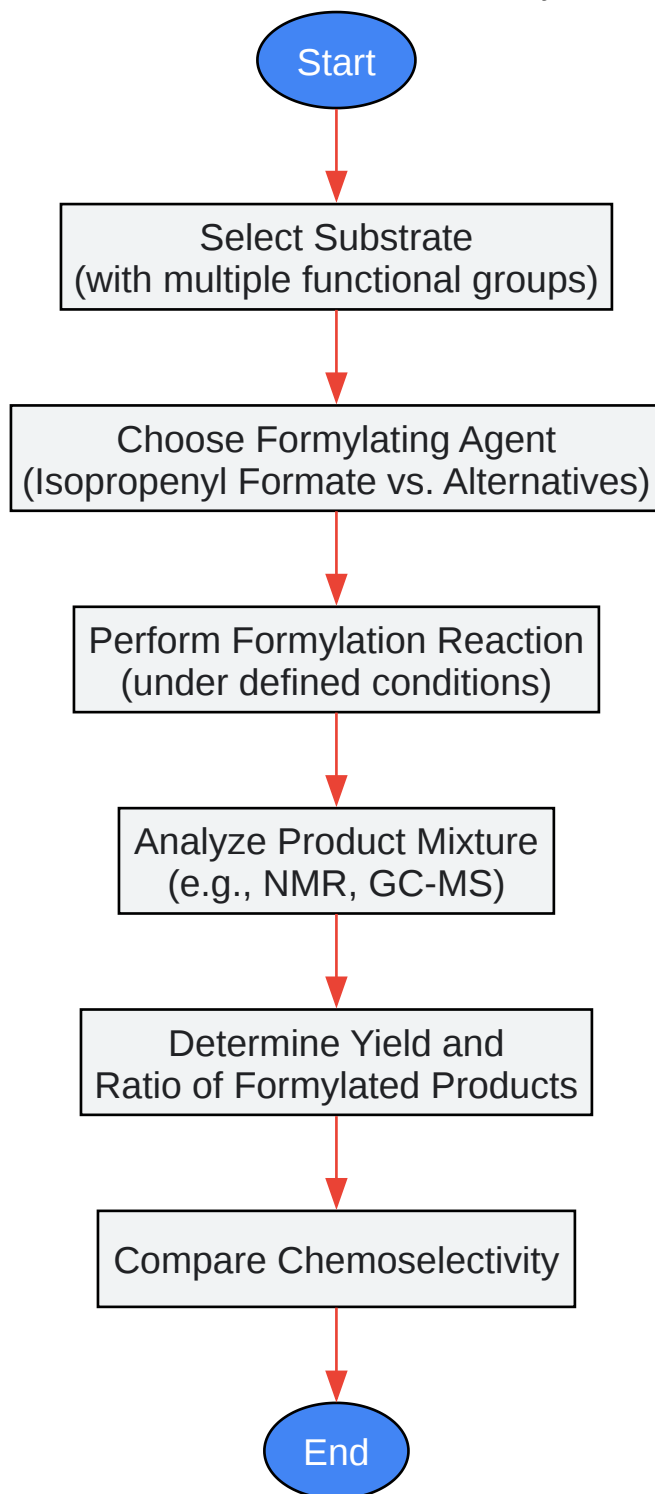 Start
Select Substrate
(with multiple functional groups)
Choose Formylating Agent
(Isopropenyl Formate vs. Alternatives)
Perform Formylation Reaction
(under defined conditions)
Analyze Product Mixture
(e.g., NMR, GC-MS)
Determine Yield and
Ratio of Formylated Products
Compare Chemoselectivity
End